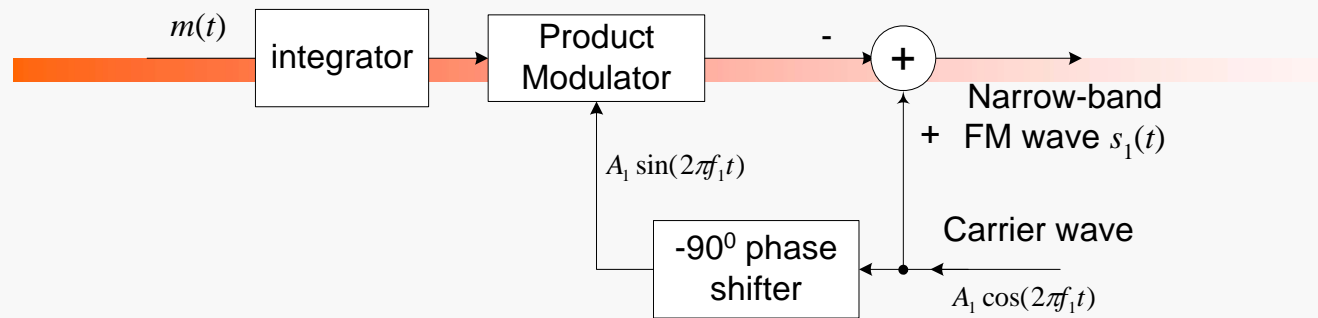 m(t)
integrator
Product
Modulator
-
+
Narrow-band
FM wave s₁(t)
+
A₁ sin(2πf₁t)
-90⁰ phase
shifter
Carrier wave
A₁ cos(2πf₁t)